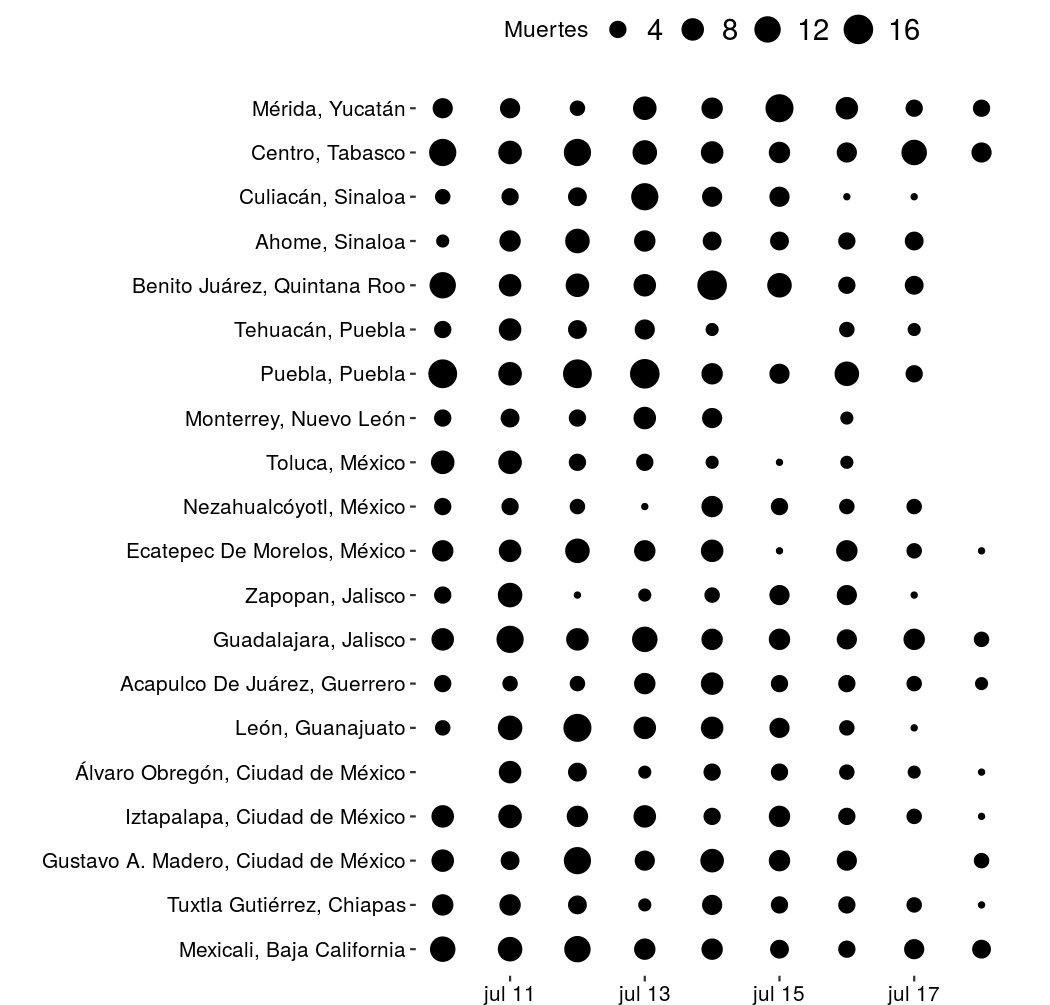 Muertes 4 8 12 16
Mérida, Yucatán
Centro, Tabasco
Culiacán, Sinaloa
Ahome, Sinaloa
Benito Juárez, Quintana Roo
Tehuacán, Puebla
Puebla, Puebla
Monterrey, Nuevo León
Toluca, México
Nezahualcóyotl, México
Ecatepec De Morelos, México
Zapopan, Jalisco
Guadalajara, Jalisco
Acapulco De Juárez, Guerrero
León, Guanajuato
Álvaro Obregón, Ciudad de México
Iztapalapa, Ciudad de México
Gustavo A. Madero, Ciudad de México
Tuxtla Gutiérrez, Chiapas
Mexicali, Baja California
jul 11 jul 13 jul 15 jul 17